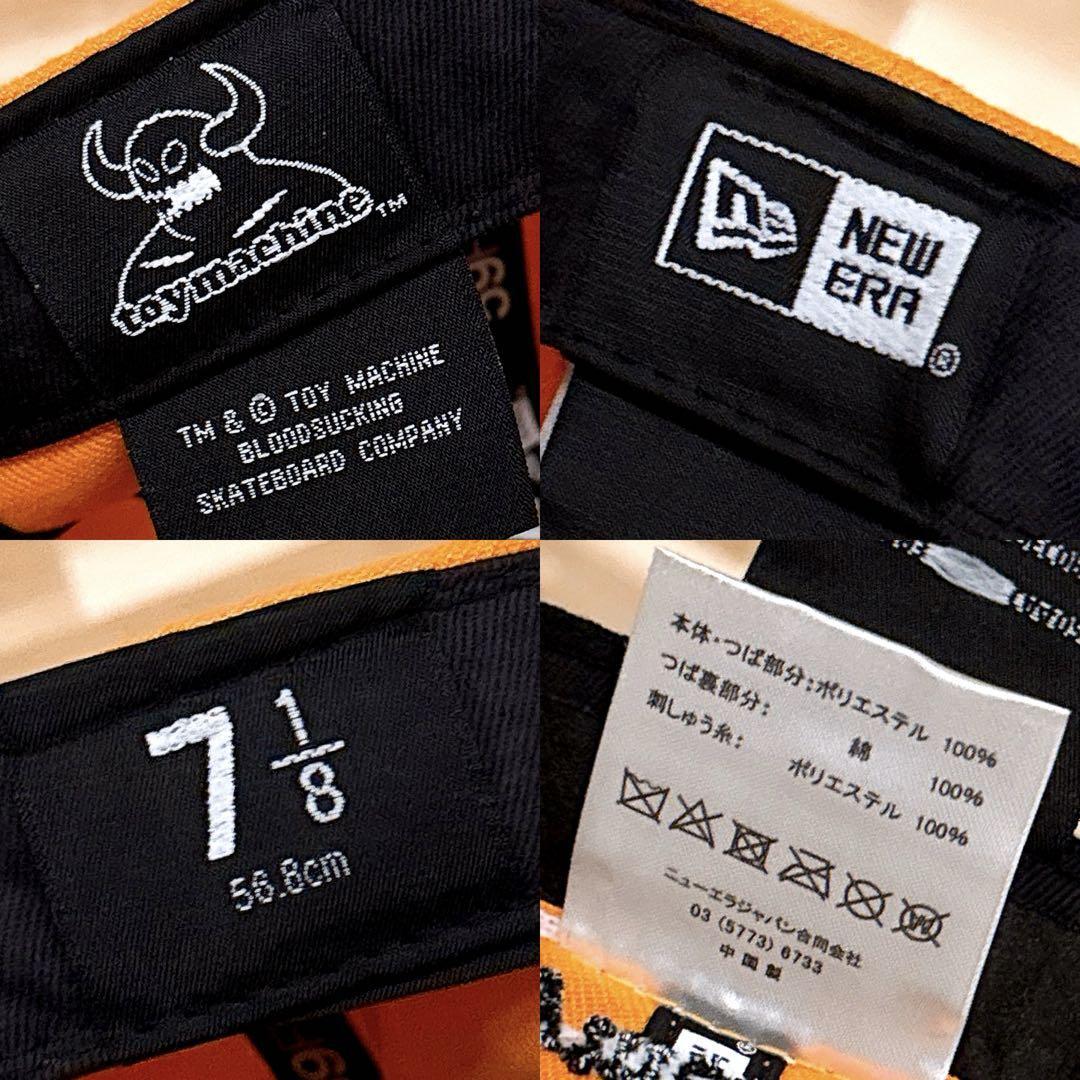 toy machine™
TM & © TOY MACHINE
BLOODSUCKING
SKATEBOARD COMPANY
NEW
ERA®
7 1/8
56.8cm
本体・つば部分:ポリエステル 100%
つば裏部分: 綿 100%
刺しゅう糸: ポリエステル 100%
ニューエラジャパン合同会社
03 (5773) 6733
中国製